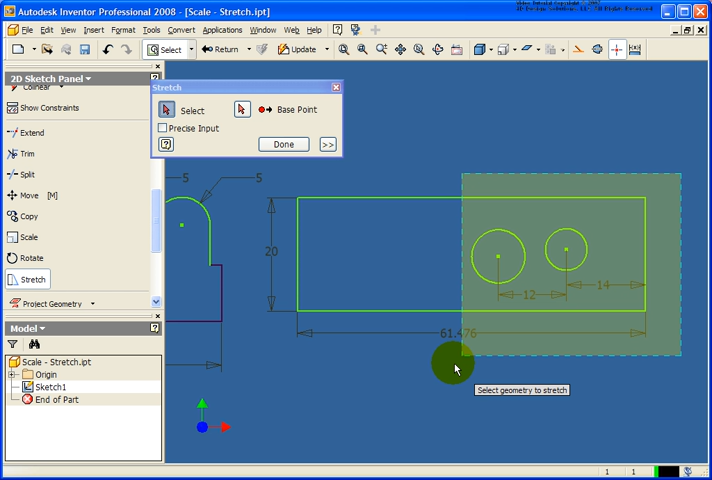 Autodesk Inventor Professional 2008 - [Scale - Stretch.ipt]
File Edit View Insert Format Tools Convert Applications Window Web Help
Select Return Update
2D Sketch Panel
Colinear
Show Constraints
Extend
Trim
Split
Move [M]
Copy
Scale
Rotate
Stretch
Project Geometry
Model
Scale - Stretch.ipt
Origin
Sketch1
End of Part
Stretch
Select Base Point
Precise Input
Done >>
5 5
20
12 14
61.476
Select geometry to stretch
1 1